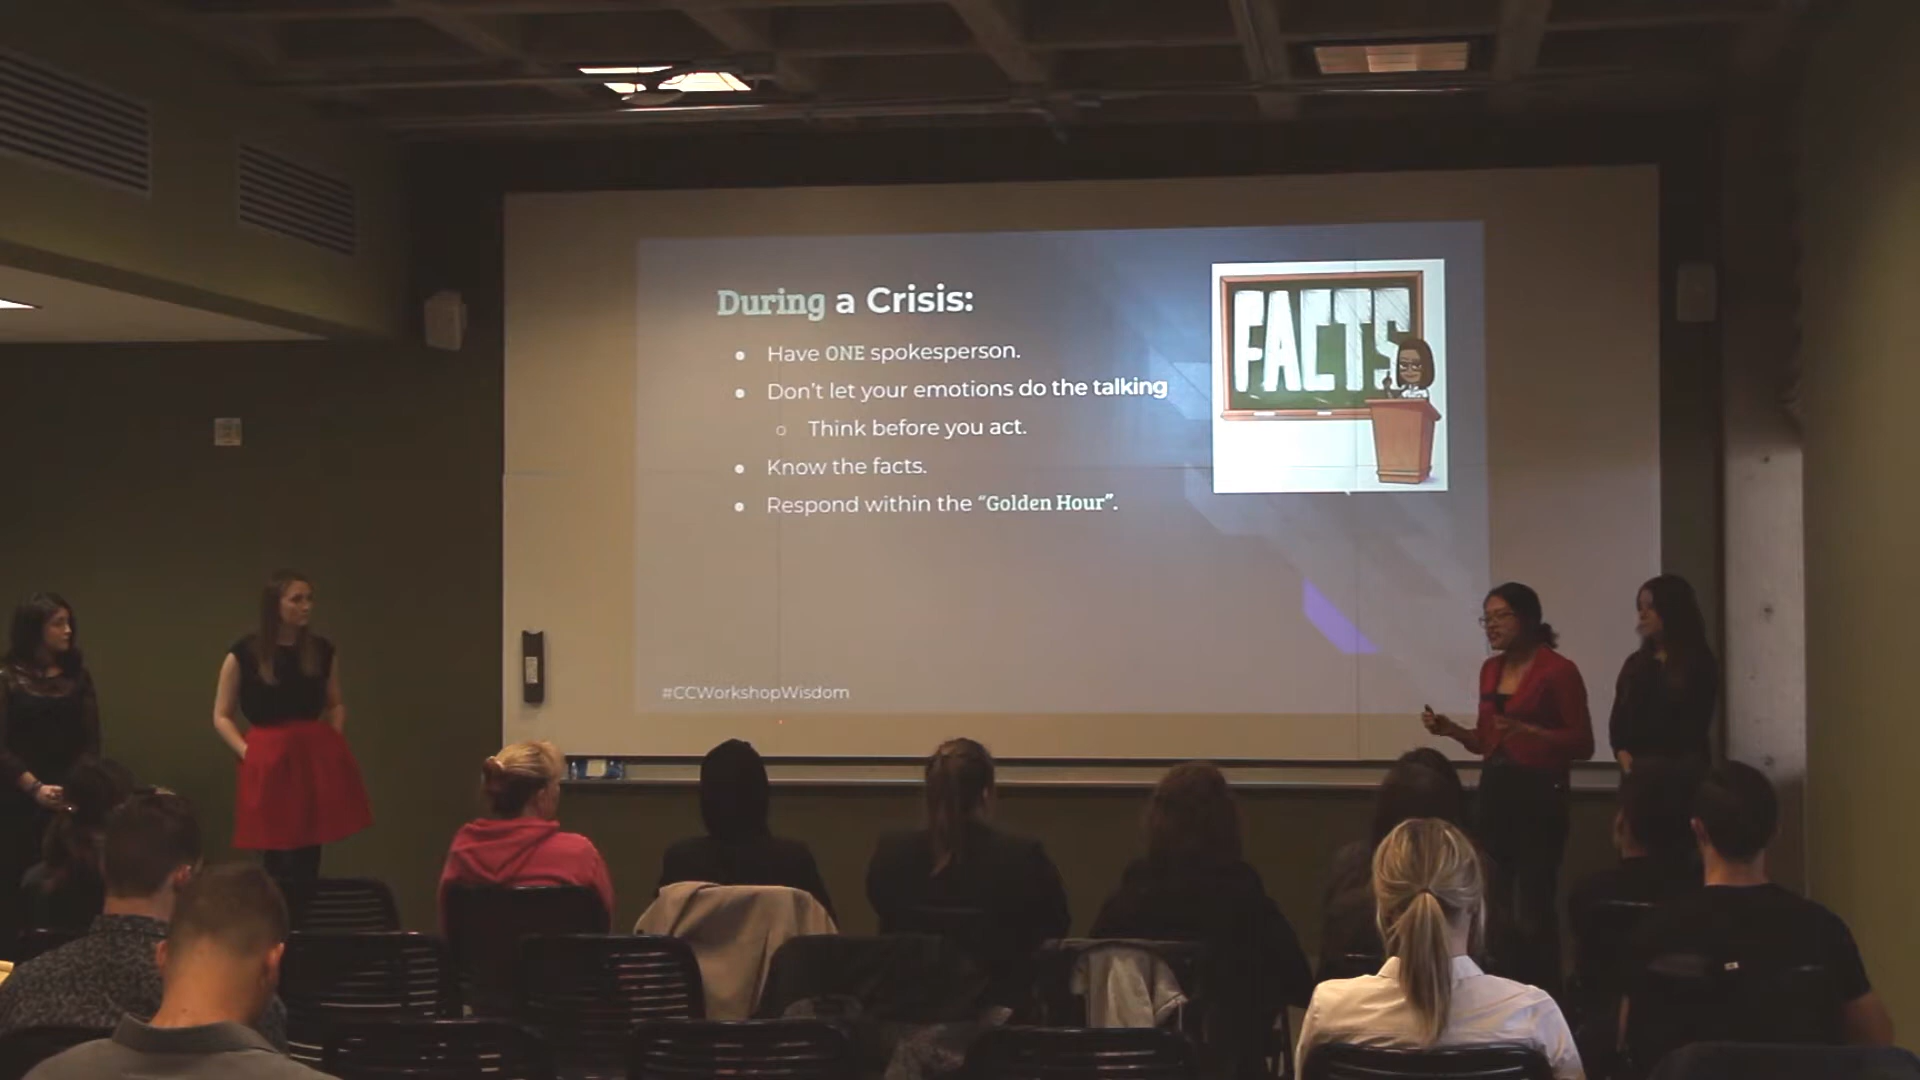 During a Crisis:
Have ONE spokesperson.
Don't let your emotions do the talking
Think before you act.
Know the facts.
Respond within the “Golden Hour”.
FACTS
#CCWorkshopWisdom